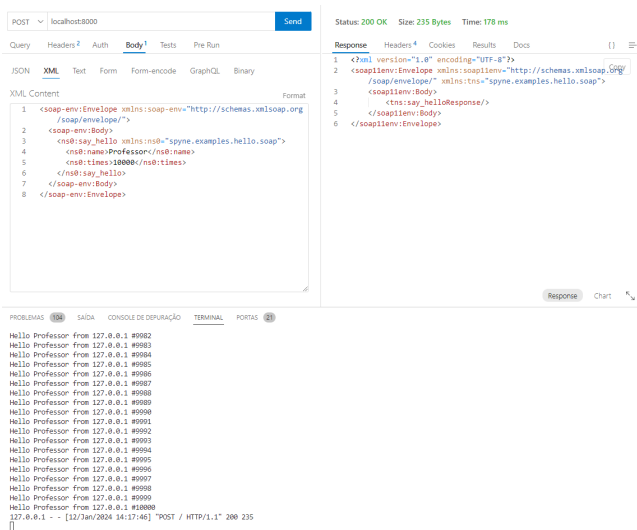 POST localhost:8000 Send
Query Headers 2 Auth Body 1 Tests Pre Run
JSON XML Text Form Form-encode GraphQL Binary
XML Content Format
1 <soap-env:Envelope xmlns:soap-env="http://schemas.xmlsoap.org
/soap/envelope/">
2 <soap-env:Body>
3 <ns0:say_hello xmlns:ns0="spyne.examples.hello.soap">
4 <ns0:name>Professor</ns0:name>
5 <ns0:times>10000</ns0:times>
6 </ns0:say_hello>
7 </soap-env:Body>
8 </soap-env:Envelope>
Status: 200 OK Size: 235 Bytes Time: 178 ms
Response Headers 4 Cookies Results Docs {}
Copy
1 <?xml version="1.0" encoding="UTF-8"?>
2 <soap11env:Envelope xmlns:soap11env="http://schemas.xmlsoap.org
/soap/envelope/" xmlns:tns="spyne.examples.hello.soap">
3 <soap11env:Body>
4 <tns:say_helloResponse/>
5 </soap11env:Body>
6 </soap11env:Envelope>
Response Chart
PROBLEMAS 104 SAÍDA CONSOLE DE DEPURAÇÃO TERMINAL PORTAS 21
Hello Professor from 127.0.0.1 #9982
Hello Professor from 127.0.0.1 #9983
Hello Professor from 127.0.0.1 #9984
Hello Professor from 127.0.0.1 #9985
Hello Professor from 127.0.0.1 #9986
Hello Professor from 127.0.0.1 #9987
Hello Professor from 127.0.0.1 #9988
Hello Professor from 127.0.0.1 #9989
Hello Professor from 127.0.0.1 #9990
Hello Professor from 127.0.0.1 #9991
Hello Professor from 127.0.0.1 #9992
Hello Professor from 127.0.0.1 #9993
Hello Professor from 127.0.0.1 #9994
Hello Professor from 127.0.0.1 #9995
Hello Professor from 127.0.0.1 #9996
Hello Professor from 127.0.0.1 #9997
Hello Professor from 127.0.0.1 #9998
Hello Professor from 127.0.0.1 #9999
Hello Professor from 127.0.0.1 #10000
127.0.0.1 - - [12/Jan/2024 14:17:46] "POST / HTTP/1.1" 200 235